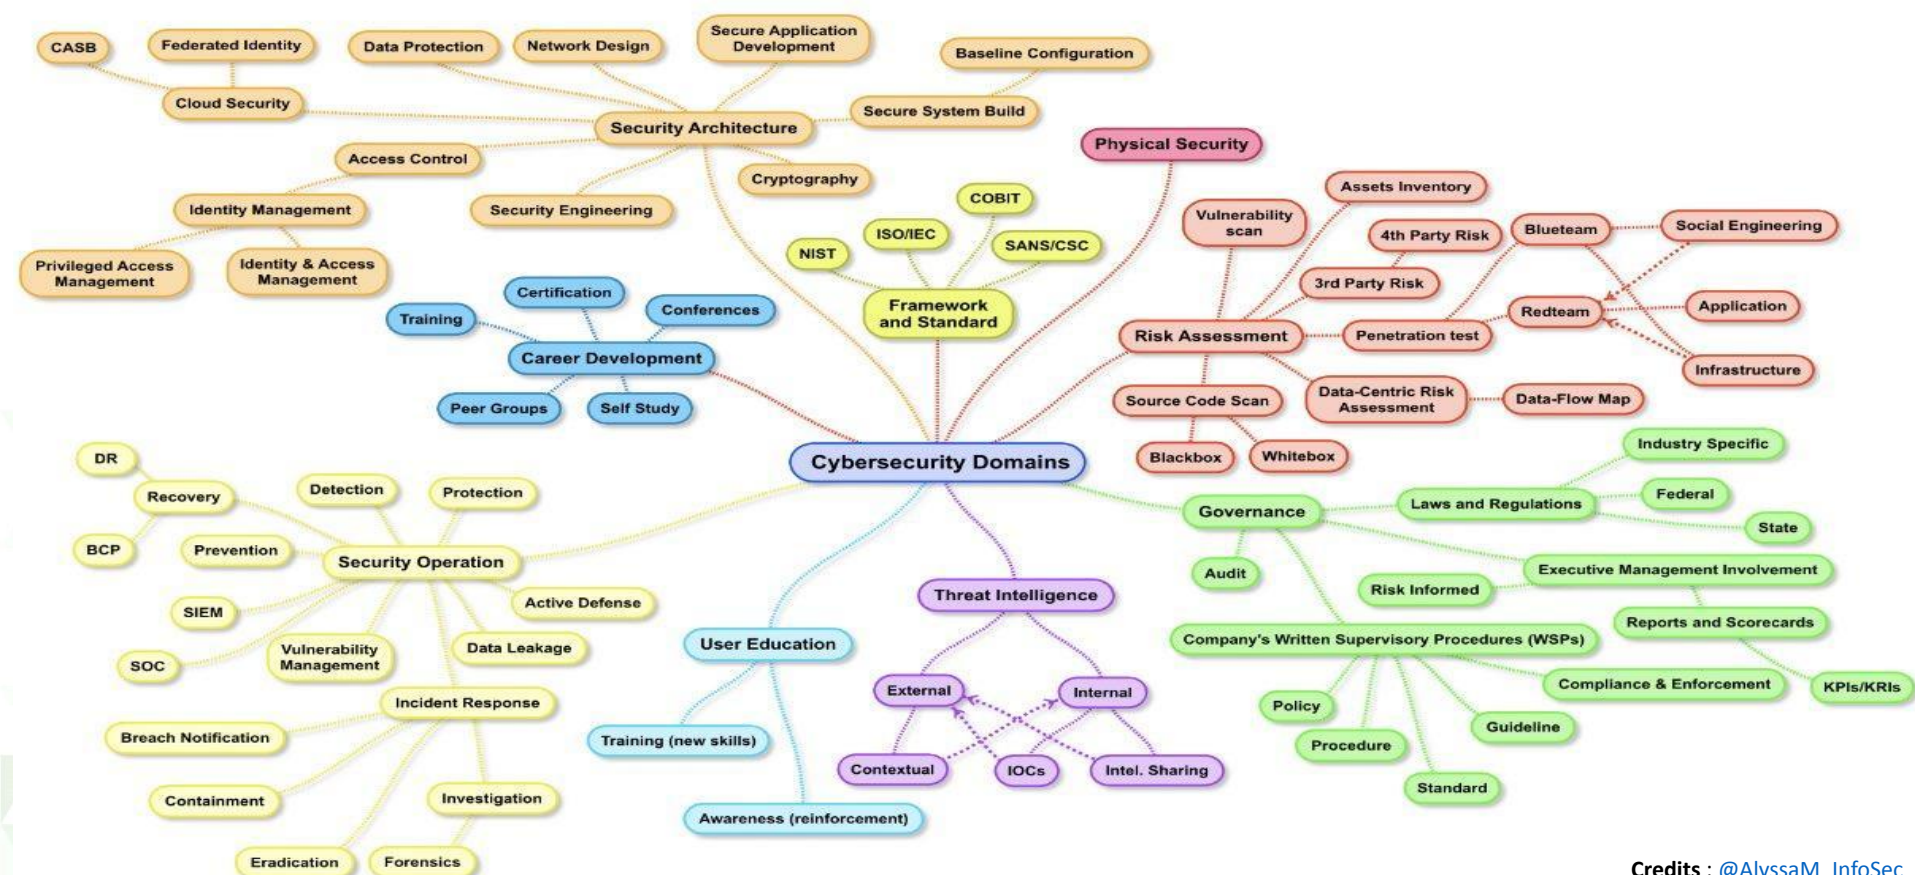 CASB
Federated Identity
Data Protection
Network Design
Secure Application
Development
Baseline Configuration
Cloud Security
Secure System Build
Security Architecture
Access Control
Cryptography
Identity Management
Security Engineering
Privileged Access
Management
Identity & Access
Management
Physical Security
COBIT
ISO/IEC
NIST
SANS/CSC
Framework
and Standard
Certification
Training
Conferences
Career Development
Peer Groups
Self Study
Assets Inventory
Vulnerability
scan
4th Party Risk
Blueteam
Social Engineering
3rd Party Risk
Redteam
Application
Risk Assessment
Penetration test
Infrastructure
Source Code Scan
Data-Centric Risk
Assessment
Data-Flow Map
Blackbox
Whitebox
Cybersecurity Domains
Industry Specific
Governance
Laws and Regulations
Federal
State
Audit
Executive Management Involvement
Risk Informed
Reports and Scorecards
Company's Written Supervisory Procedures (WSPs)
Compliance & Enforcement
KPIs/KRIs
Policy
Guideline
Procedure
Standard
DR
Recovery
Detection
Protection
BCP
Prevention
Security Operation
SIEM
Active Defense
SOC
Vulnerability
Management
Data Leakage
Incident Response
Breach Notification
Containment
Investigation
Eradication
Forensics
User Education
Training (new skills)
Awareness (reinforcement)
Threat Intelligence
External
Internal
Contextual
IOCs
Intel. Sharing
Credits : @AlyssaM_InfoSec